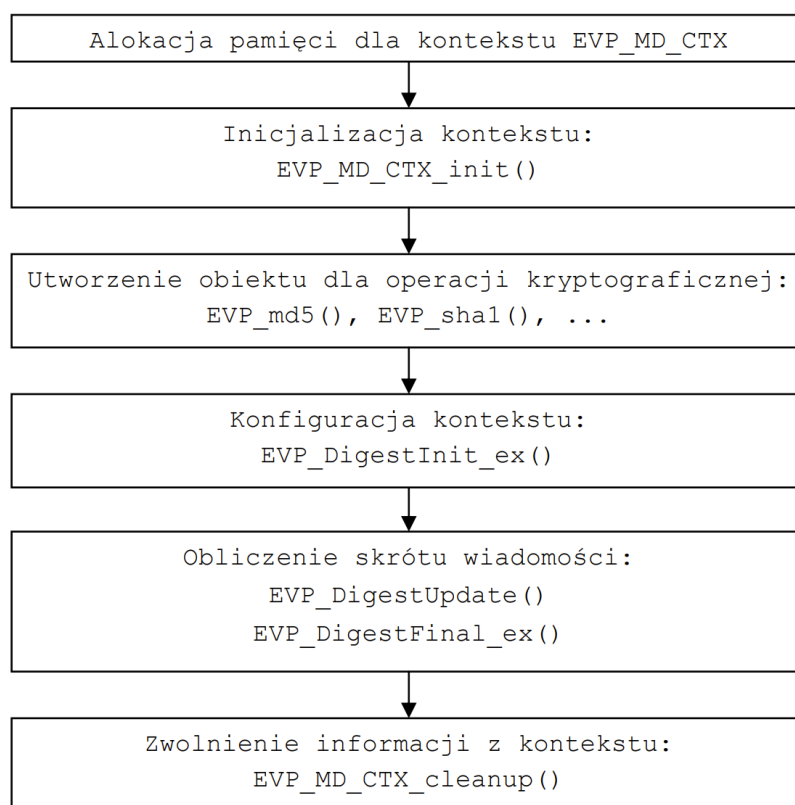 Alokacja pamięci dla kontekstu EVP_MD_CTX
Inicjalizacja kontekstu:
EVP_MD_CTX_init()
Utworzenie obiektu dla operacji kryptograficznej:
EVP_md5(), EVP_sha1(), ...
Konfiguracja kontekstu:
EVP_DigestInit_ex()
Obliczenie skrótu wiadomości:
EVP_DigestUpdate()
EVP_DigestFinal_ex()
Zwolnienie informacji z kontekstu:
EVP_MD_CTX_cleanup()